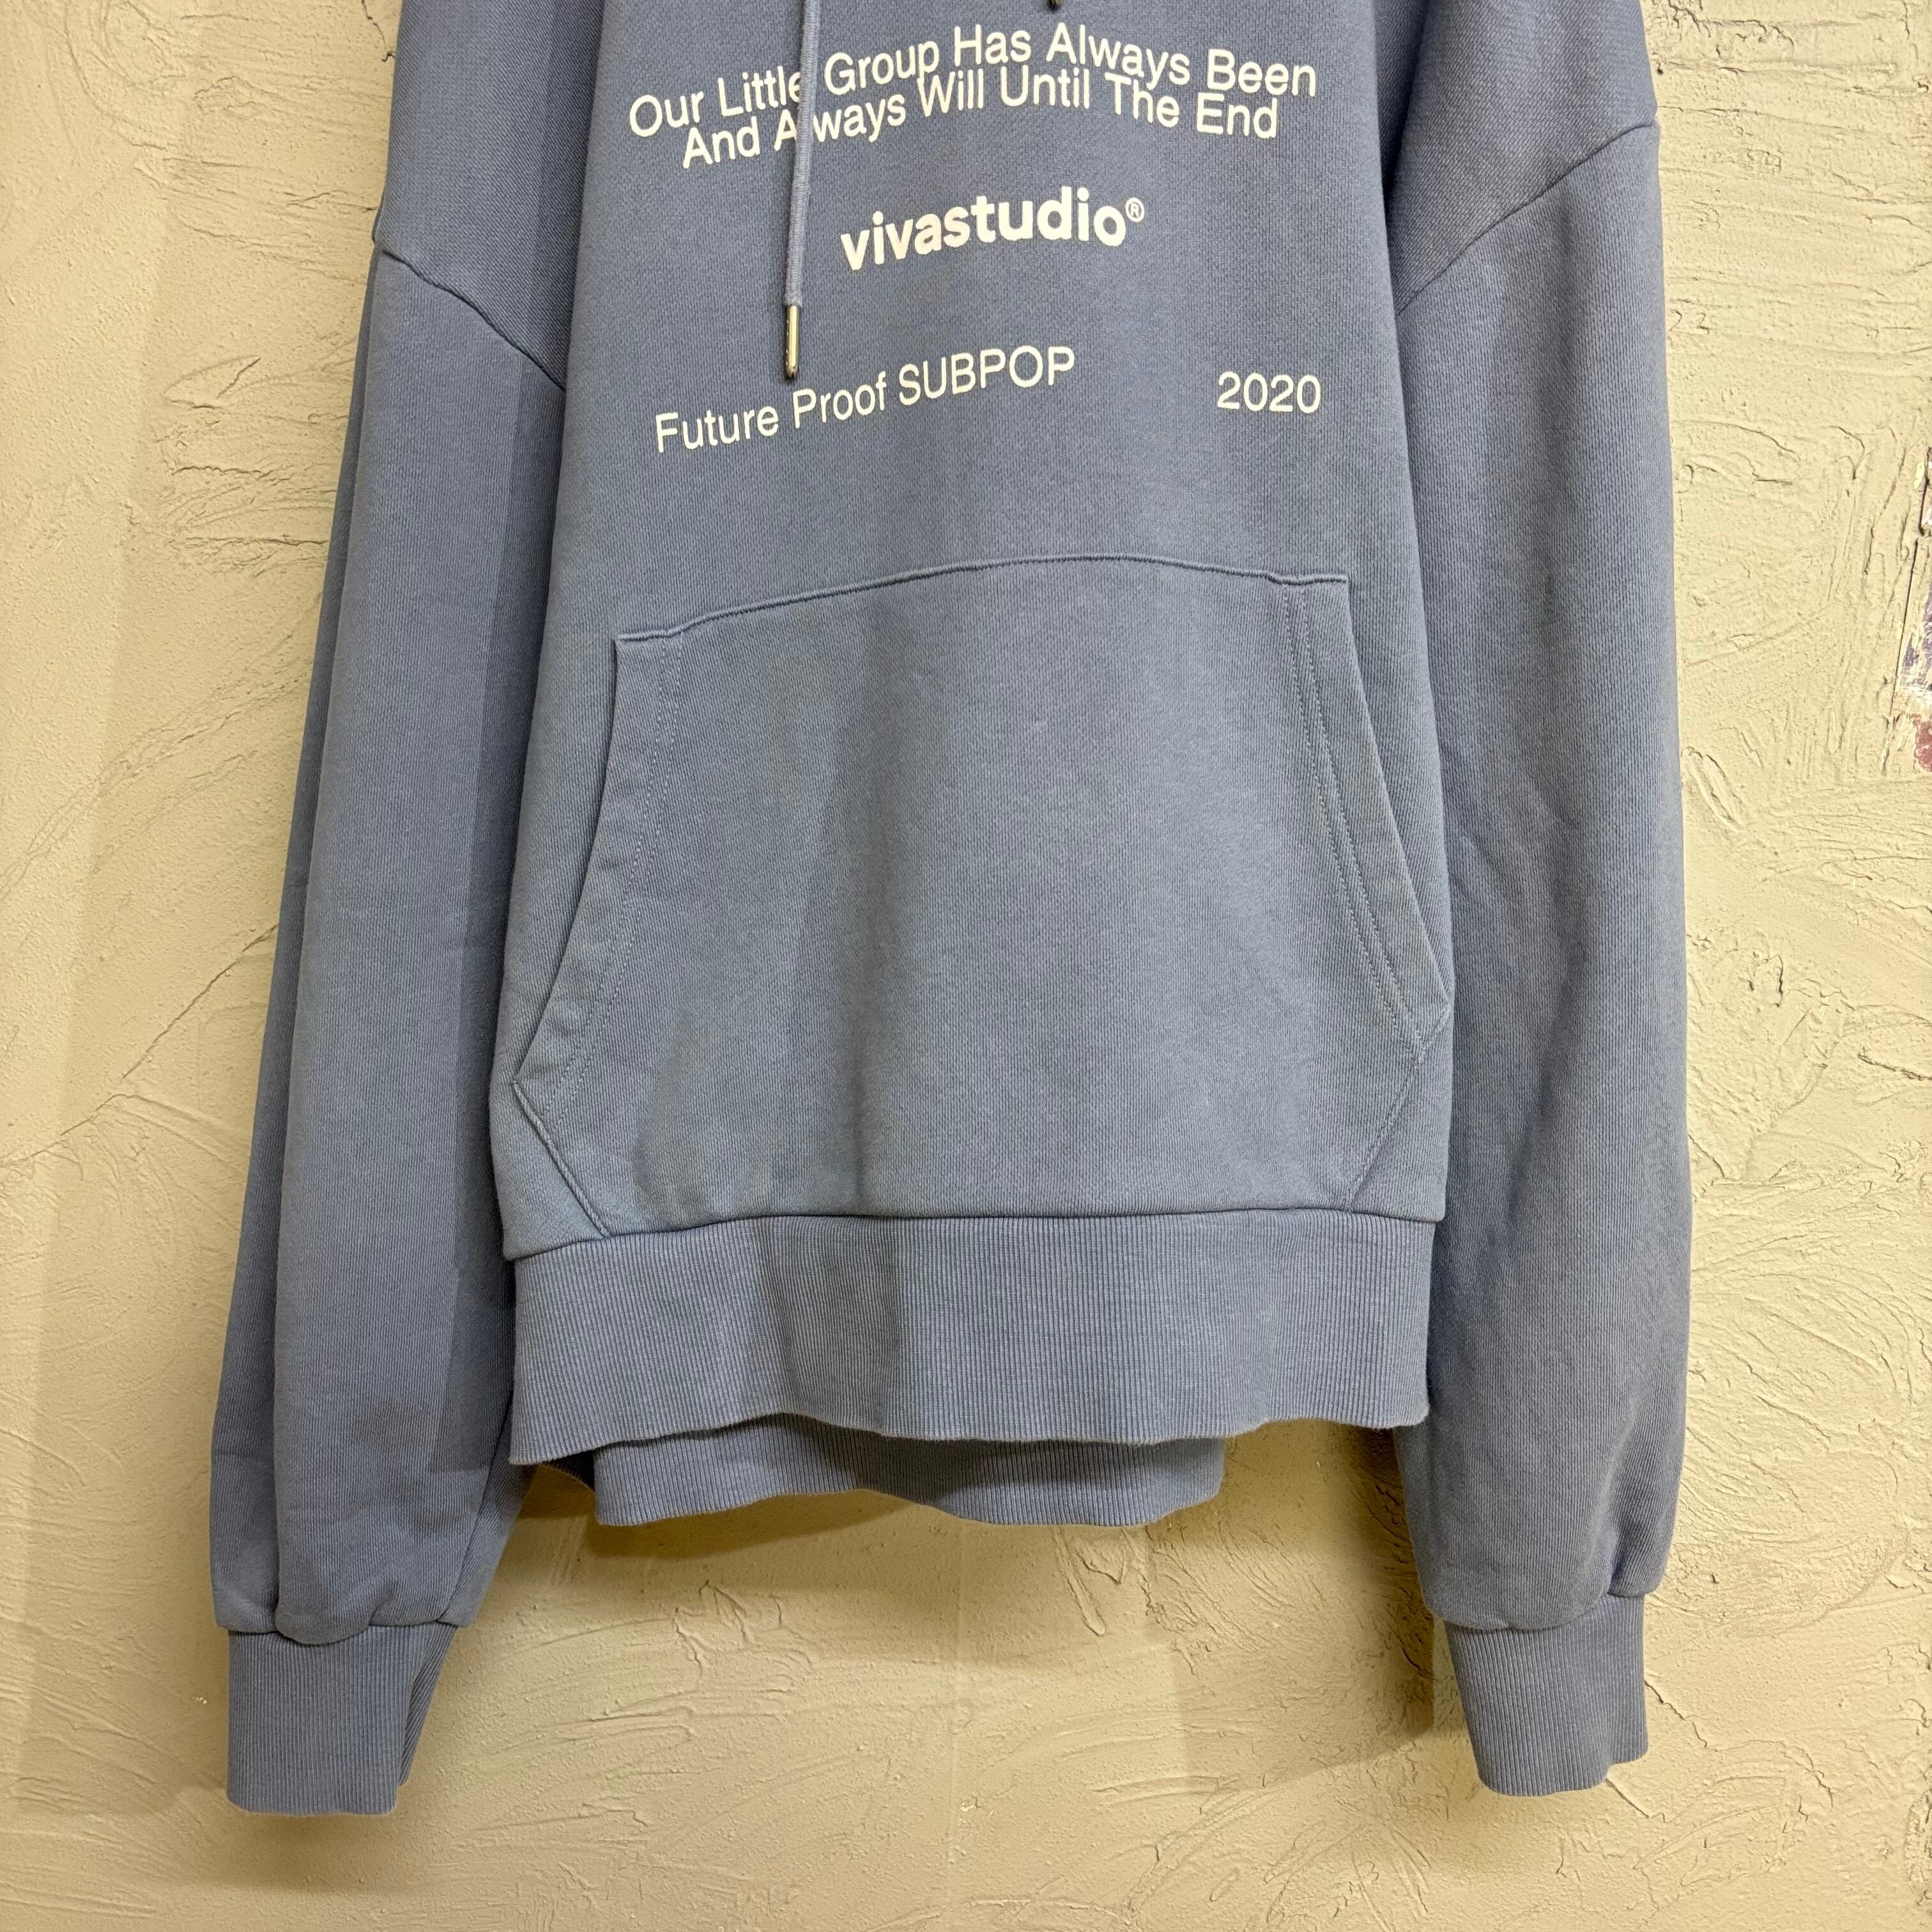 Our Little Group Has Always Been
And Always Will Until The End
vivastudio®
Future Proof SUBPOP 2020